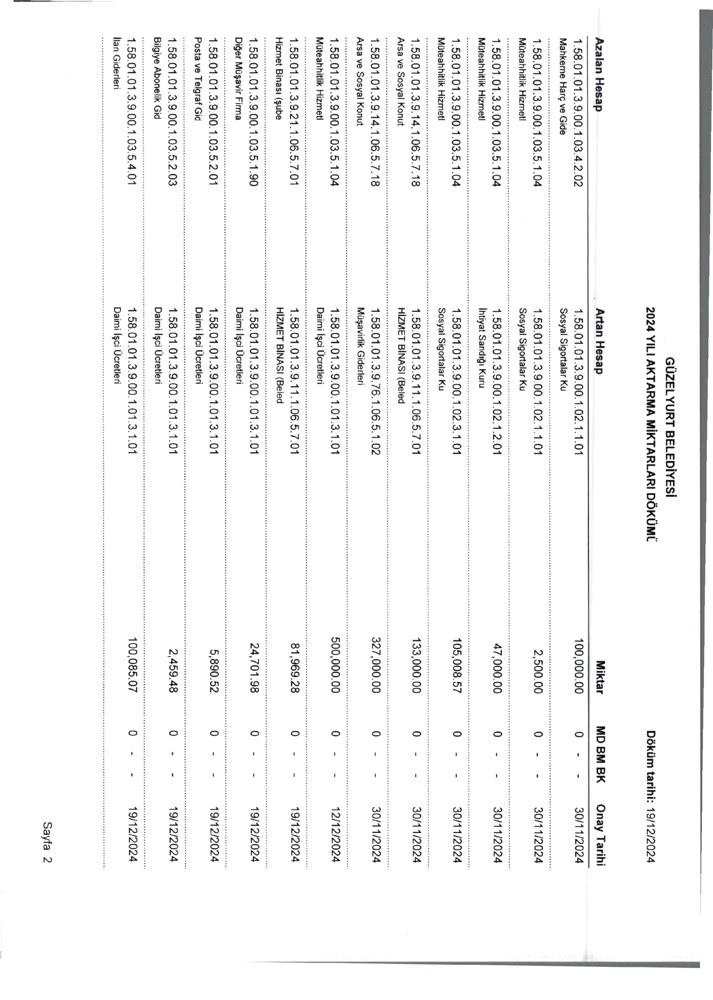 GÜZELYURT BELEDİYESİ
2024 YILI AKTARMA MİKTARLARI DÖKÜMÜ Döküm tarihi: 19/12/2024
Azalan Hesap Artan Hesap Miktar MD BM BK Onay Tarihi
1.58.01.01.3.9.00.1.03.4.2.02 1.58.01.01.3.9.00.1.02.1.1.01 100,000.00 0 - - 30/11/2024
Mahkeme Harç ve Gide Sosyal Sigortalar Ku
1.58.01.01.3.9.00.1.03.5.1.04 1.58.01.01.3.9.00.1.02.1.1.01 2,500.00 0 - - 30/11/2024
Müteahhitlik Hizmetl Sosyal Sigortalar Ku
1.58.01.01.3.9.00.1.03.5.1.04 1.58.01.01.3.9.00.1.02.1.2.01 47,000.00 0 - - 30/11/2024
Müteahhitlik Hizmetl İhtiyat Sandığı Kuru
1.58.01.01.3.9.00.1.03.5.1.04 1.58.01.01.3.9.00.1.02.3.1.01 105,008.57 0 - - 30/11/2024
Müteahhitlik Hizmetl Sosyal Sigortalar Ku
1.58.01.01.3.9.14.1.06.5.7.18 1.58.01.01.3.9.11.1.06.5.7.01 133,000.00 0 - - 30/11/2024
Arsa ve Sosyal Konut HİZMET BİNASI (Beled
1.58.01.01.3.9.14.1.06.5.7.18 1.58.01.01.3.9.76.1.06.5.1.02 327,000.00 0 - - 30/11/2024
Arsa ve Sosyal Konut Müşavirlik Giderleri
1.58.01.01.3.9.00.1.03.5.1.04 1.58.01.01.3.9.00.1.01.3.1.01 500,000.00 0 - - 12/12/2024
Müteahhitlik Hizmetl Daimi İşci Ücretleri
1.58.01.01.3.9.21.1.06.5.7.01 1.58.01.01.3.9.11.1.06.5.7.01 81,969.28 0 - - 19/12/2024
Hizmet Binası (şube HİZMET BİNASI (Beled
1.58.01.01.3.9.00.1.03.5.1.90 1.58.01.01.3.9.00.1.01.3.1.01 24,701.98 0 - - 19/12/2024
Diğer Müşavir Firma Daimi İşci Ücretleri
1.58.01.01.3.9.00.1.03.5.2.01 1.58.01.01.3.9.00.1.01.3.1.01 5,890.52 0 - - 19/12/2024
Posta ve Telgraf Gid Daimi İşci Ücretleri
1.58.01.01.3.9.00.1.03.5.2.03 1.58.01.01.3.9.00.1.01.3.1.01 2,459.48 0 - - 19/12/2024
Bilgiye Abonelik Gid Daimi İşci Ücretleri
1.58.01.01.3.9.00.1.03.5.4.01 1.58.01.01.3.9.00.1.01.3.1.01 100,085.07 0 - - 19/12/2024
İlan Giderleri Daimi İşci Ücretleri
Sayfa 2